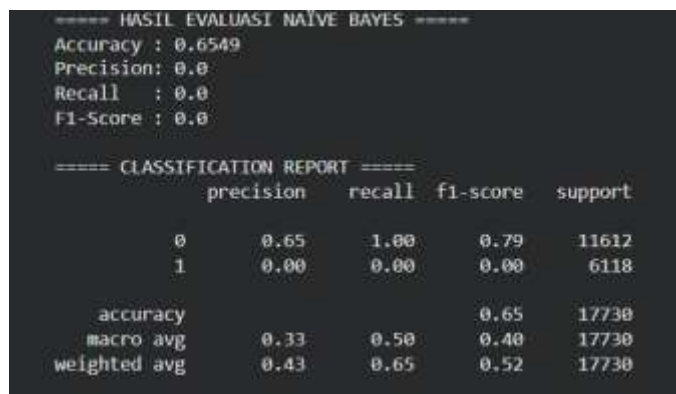 ===== HASIL EVALUASI NAÏVE BAYES =====
Accuracy : 0.6549
Precision: 0.0
Recall   : 0.0
F1-Score : 0.0
===== CLASSIFICATION REPORT =====
precision recall f1-score support
0 0.65 1.00 0.79 11612
1 0.00 0.00 0.00 6118
accuracy 0.65 17730
macro avg 0.33 0.50 0.40 17730
weighted avg 0.43 0.65 0.52 17730